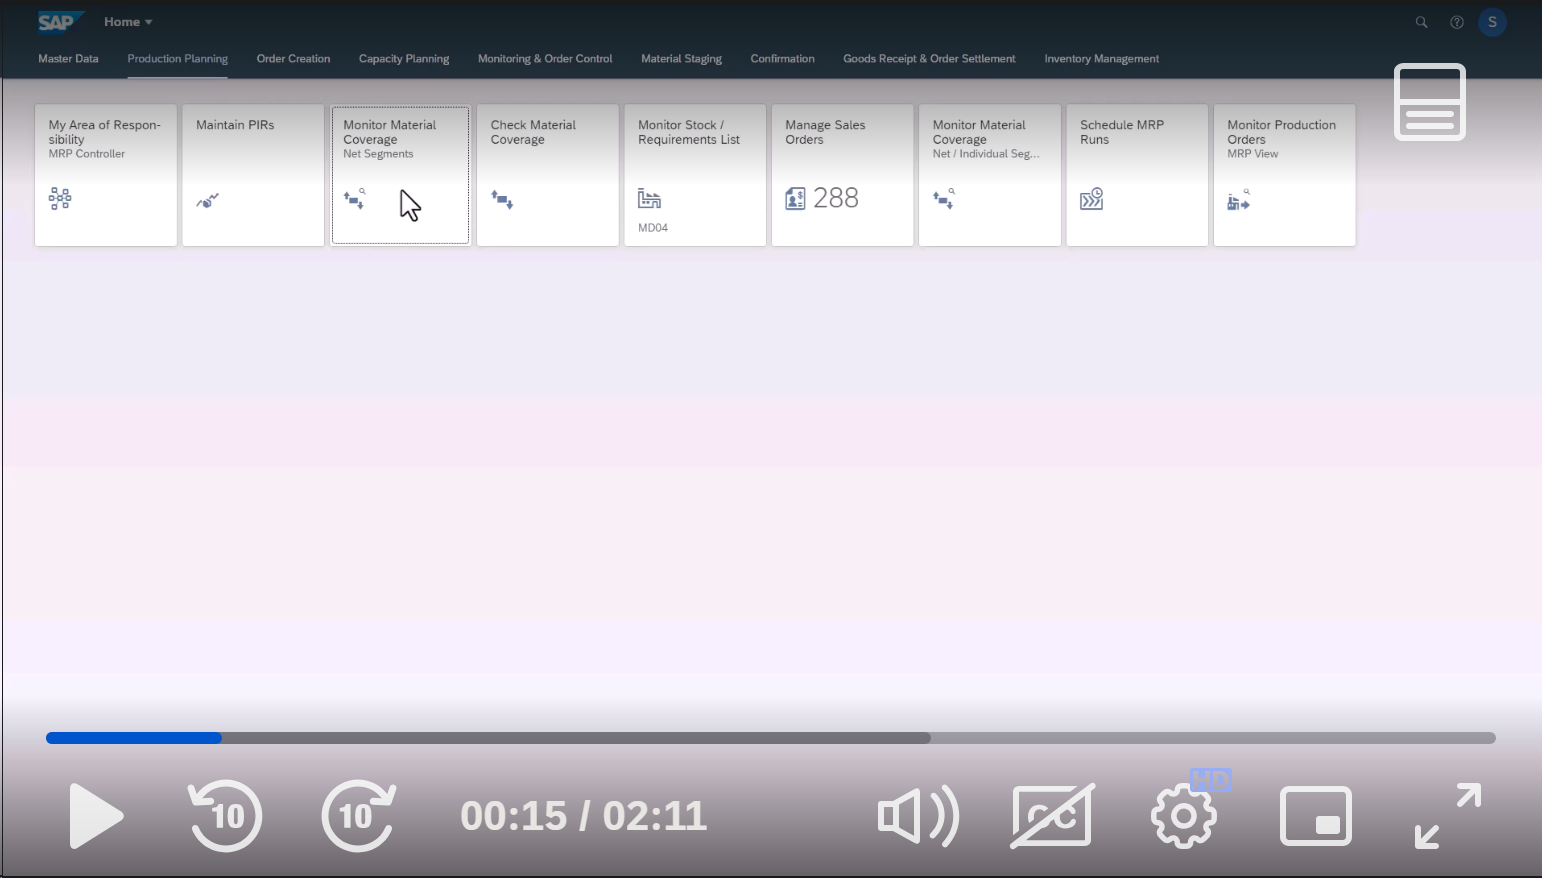 SAP
Home
S
Master Data
Production Planning
Order Creation
Capacity Planning
Monitoring & Order Control
Material Staging
Confirmation
Goods Receipt & Order Settlement
Inventory Management
My Area of Respon-
sibility
MRP Controller
Maintain PIRs
Monitor Material
Coverage
Net Segments
Check Material
Coverage
Monitor Stock /
Requirements List
MD04
Manage Sales
Orders
$
288
Monitor Material
Coverage
Net / Individual Seg...
Schedule MRP
Runs
Monitor Production
Orders
MRP View
10
10
00:15 / 02:11
CC
HD